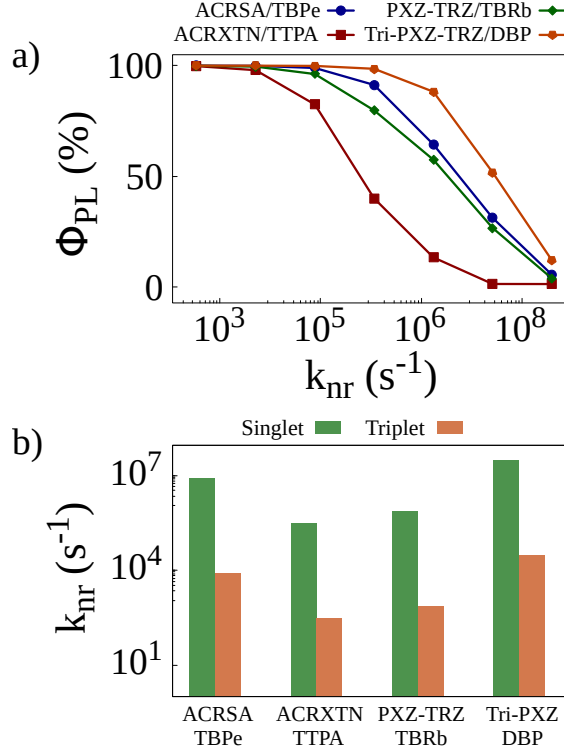 ACRSA/TBPe PXZ-TRZ/TBRb
ACRXTN/TTPA Tri-PXZ-TRZ/DBP
a)
100
50
0
Φ_PL (%)
10^3 10^5 10^6 10^8
k_nr (s^-1)
b)
Singlet Triplet
10^7
10^4
10^1
k_nr (s^-1)
ACRSA ACRXTN PXZ-TRZ Tri-PXZ
TBPe TTPA TBRb DBP